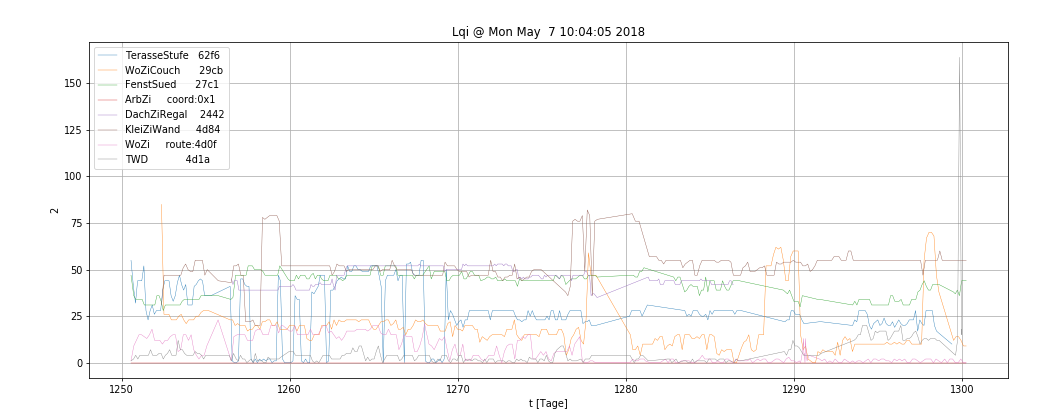 Lqi @ Mon May  7 10:04:05 2018
TerasseStufe   62f6
WoZiCouch      29cb
FenstSued      27c1
ArbZi     coord:0x1
DachZiRegal    2442
KleiZiWand     4d84
WoZi     route:4d0f
TWD            4d1a
150
125
100
75
50
25
0
2
1250 1260 1270 1280 1290 1300
t [Tage]